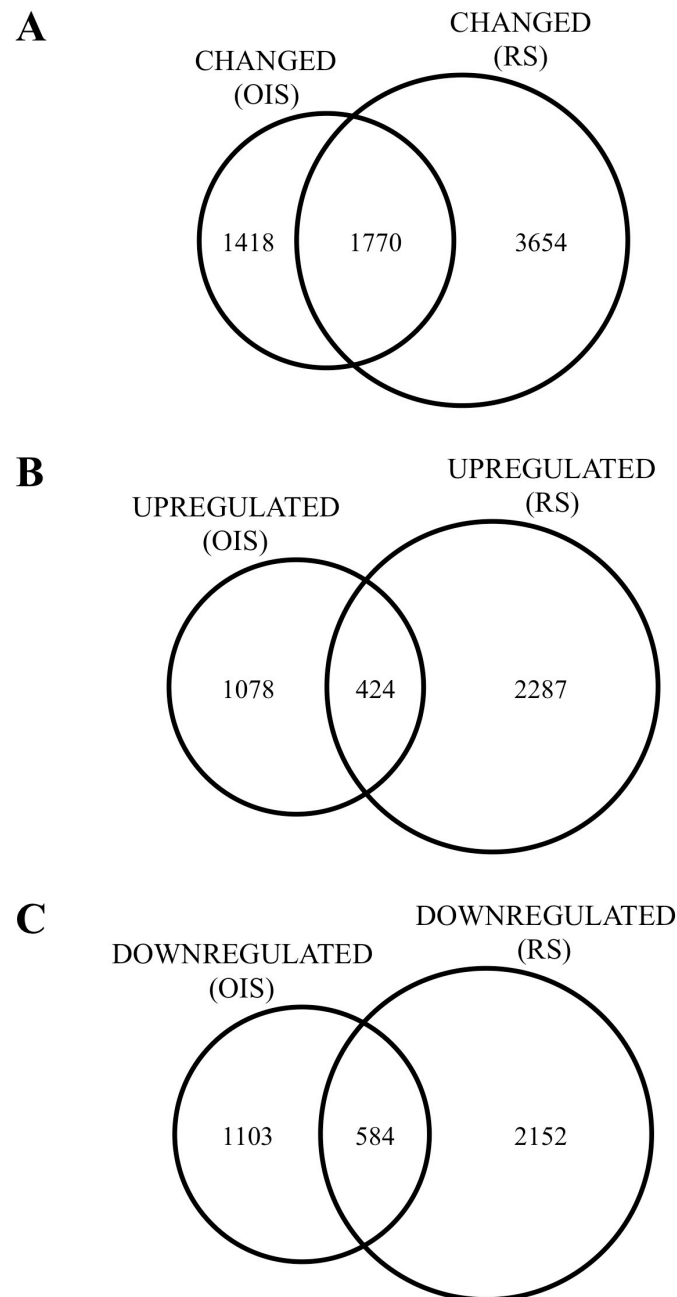 A
CHANGED
(OIS)
CHANGED
(RS)
1418
1770
3654
B
UPREGULATED
(OIS)
UPREGULATED
(RS)
1078
424
2287
C
DOWNREGULATED
(OIS)
DOWNREGULATED
(RS)
1103
584
2152